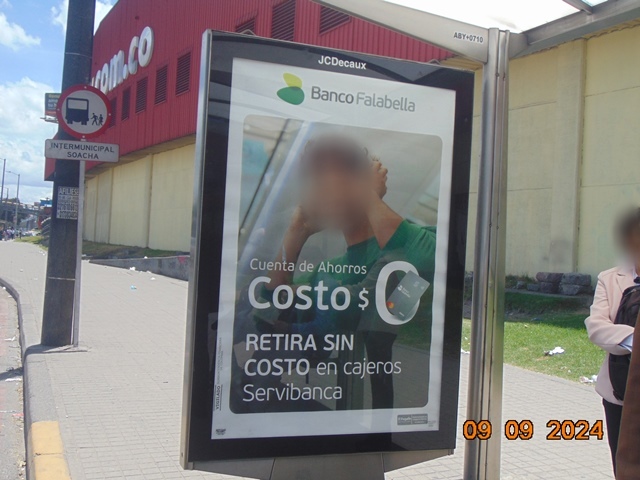 com.co
ABY+0710
JCDecaux
Banco Falabella
INTERMUNICIPAL
SOACHA
Cuenta de Ahorros
Costo $0
RETIRA SIN
COSTO en cajeros
Servibanca
09 09 2024